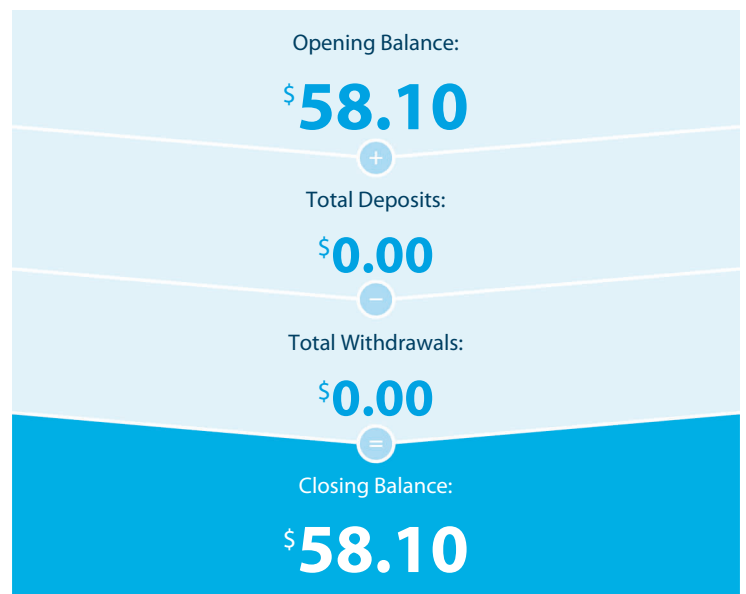 Opening Balance:
$58.10
+
Total Deposits:
$0.00
−
Total Withdrawals:
$0.00
=
Closing Balance:
$58.10